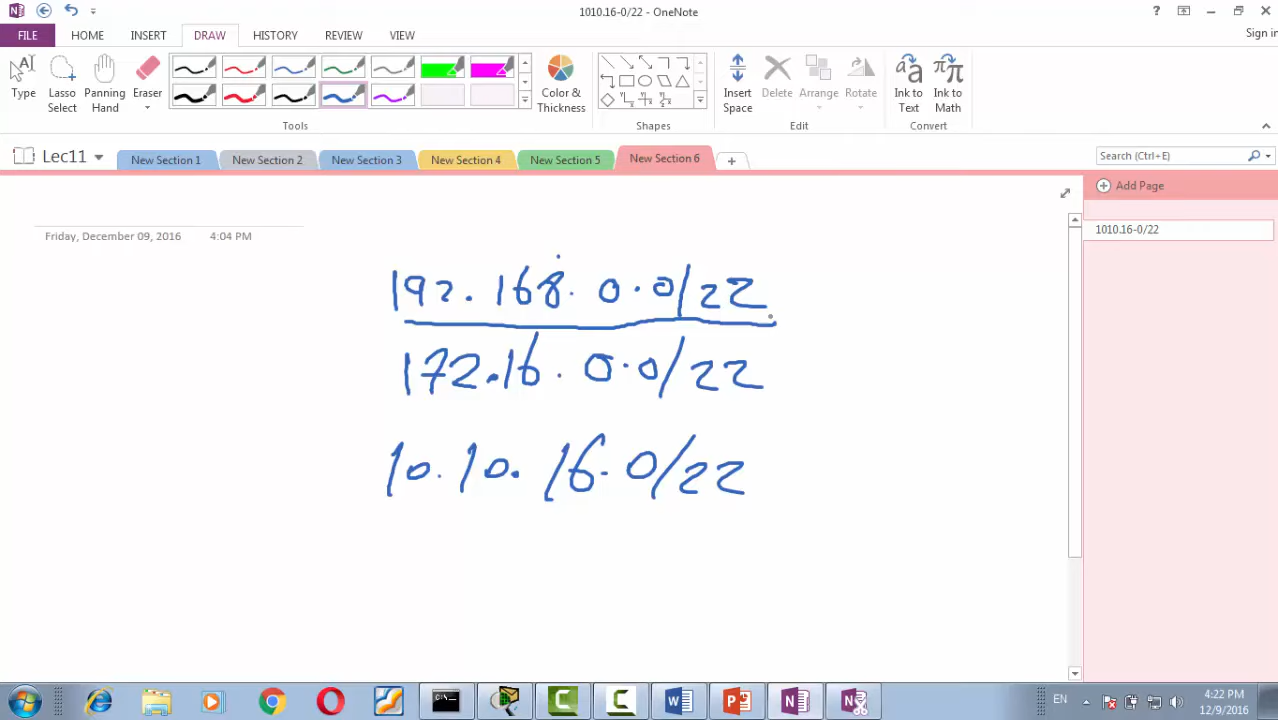 1010.16-0/22 - OneNote
?
Sign in
FILE HOME INSERT DRAW HISTORY REVIEW VIEW
Type
Lasso Select
Panning Hand
Eraser
Color & Thickness
Insert Space
Delete
Arrange
Rotate
Ink to Text
Ink to Math
Tools
Shapes
Edit
Convert
Lec11
New Section 1 New Section 2 New Section 3 New Section 4 New Section 5 New Section 6
Search (Ctrl+E)
Add Page
1010.16-0/22
Friday, December 09, 2016 4:04 PM
192.168.0.0/22
172.16.0.0/22
10.10.16.0/22
EN
4:22 PM
12/9/2016